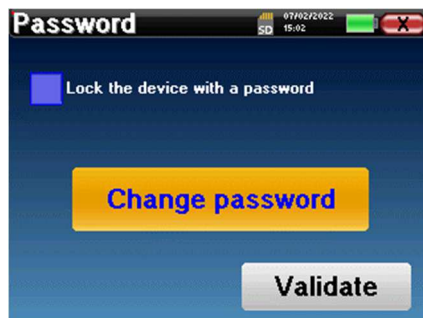 Password
SD
07/02/2022
15:02
X
Lock the device with a password
Change password
Validate